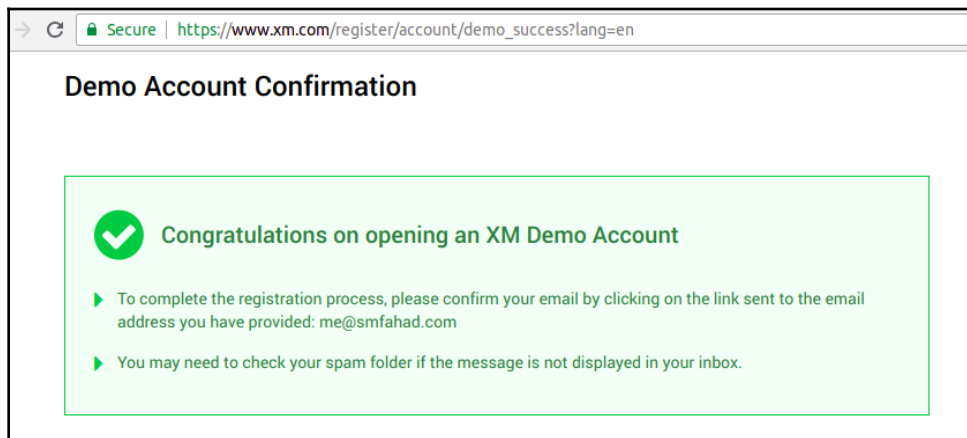 Secure | https://www.xm.com/register/account/demo_success?lang=en
Demo Account Confirmation
Congratulations on opening an XM Demo Account
To complete the registration process, please confirm your email by clicking on the link sent to the email
address you have provided: me@smfahad.com
You may need to check your spam folder if the message is not displayed in your inbox.